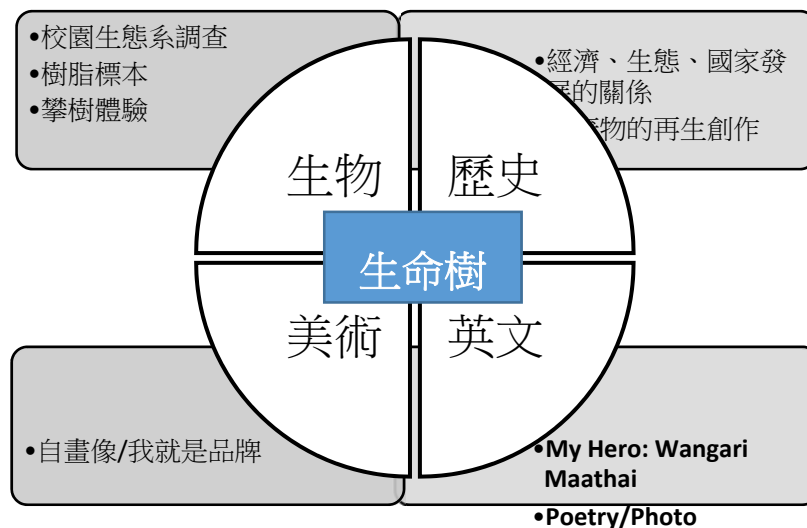 •校園生態系調查
•樹脂標本
•攀樹體驗
•經濟、生態、國家發
的關係
物的再生創作
生物
歷史
生命樹
美術
英文
•自畫像/我就是品牌
•My Hero: Wangari
Maathai
•Poetry/Photo